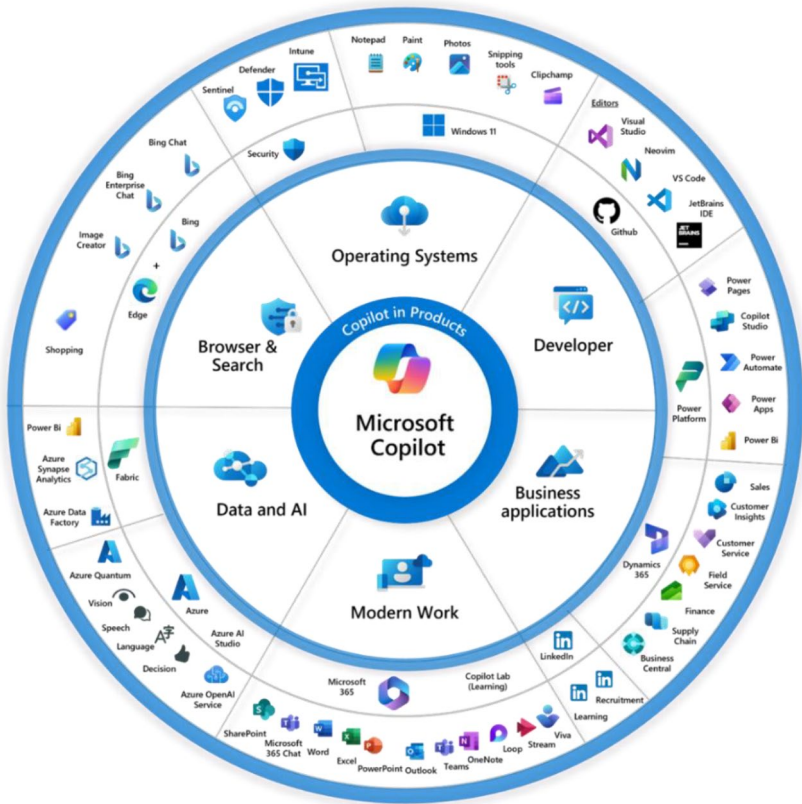 Notepad
Paint
Photos
Snipping
tools
Clipchamp
Windows 11
Intune
Defender
Sentinel
Security
Editors
Visual
Studio
Neovim
VS Code
JetBrains
IDE
JET
BRAINS
Github
Bing Chat
Bing
Enterprise
Chat
Image
Creator
Bing
+
Edge
Shopping
Operating Systems
Browser &
Search
Developer
Copilot in Products
Microsoft
Copilot
Data and AI
Business
applications
Modern Work
Power
Pages
Copilot
Studio
Power
Automate
Power
Apps
Power Bi
Power
Platform
Power Bi
Azure
Synapse
Analytics
Azure Data
Factory
Fabric
Sales
Customer
Insights
Customer
Service
Field
Service
Finance
Supply
Chain
Business
Central
Dynamics
365
Azure Quantum
Vision
Speech
Language
Decision
Azure OpenAI
Service
Azure
Azure AI
Studio
LinkedIn
Recruitment
Learning
Microsoft
365
Copilot Lab
(Learning)
SharePoint
Microsoft
365 Chat
Word
Excel
PowerPoint
Outlook
Teams
OneNote
Loop
Stream
Viva